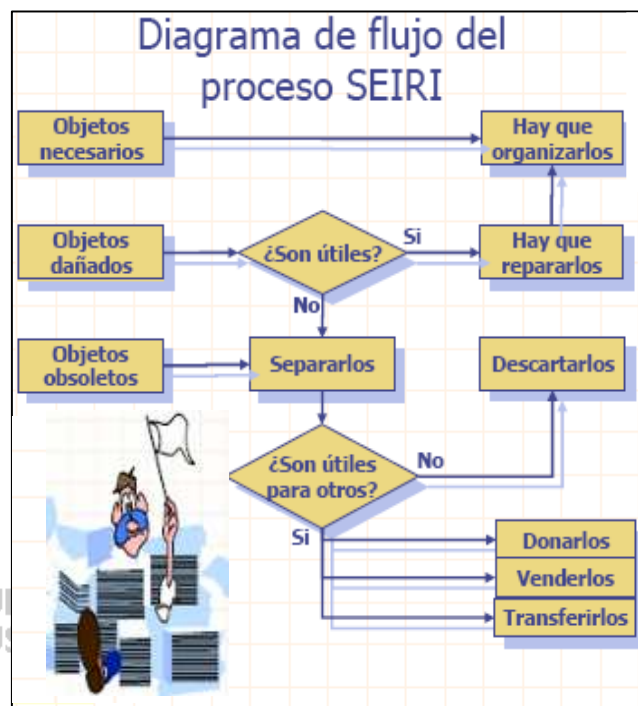 Diagrama de flujo del
proceso SEIRI
Objetos
necesarios
Hay que
organizarlos
Objetos
dañados
¿Son útiles?
Si
Hay que
repararlos
No
Objetos
obsoletos
Separarlos
Descartarlos
¿Son útiles
para otros?
No
Si
Donarlos
Venderlos
Transferirlos